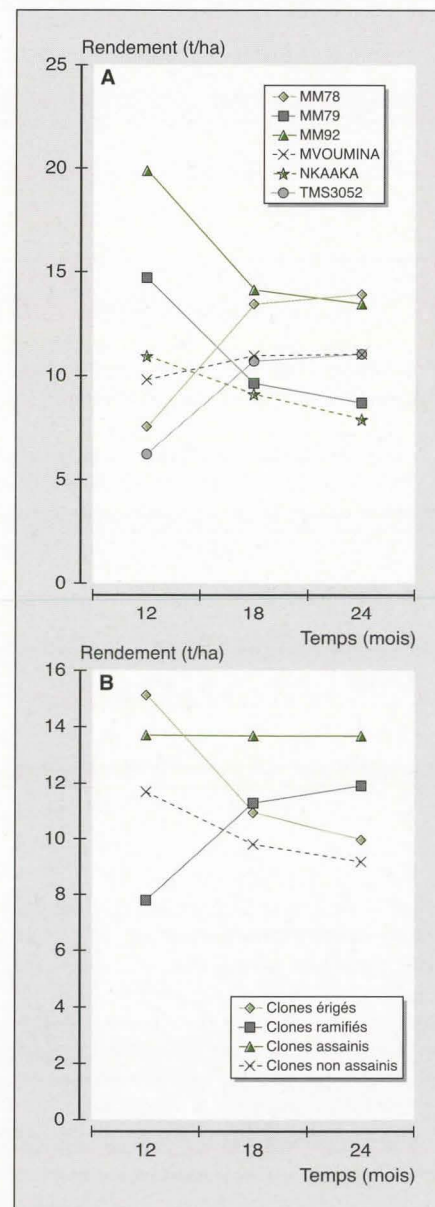 Rendement (t/ha)
25
A
MM78
MM79
MM92
MVOUMINA
NKAAKA
TMS3052
20
15
10
5
0
12
18
24
Temps (mois)
Rendement (t/ha)
16
B
14
12
10
8
6
4
2
0
Clones érigés
Clones ramifiés
Clones assainis
Clones non assainis
12
18
24
Temps (mois)